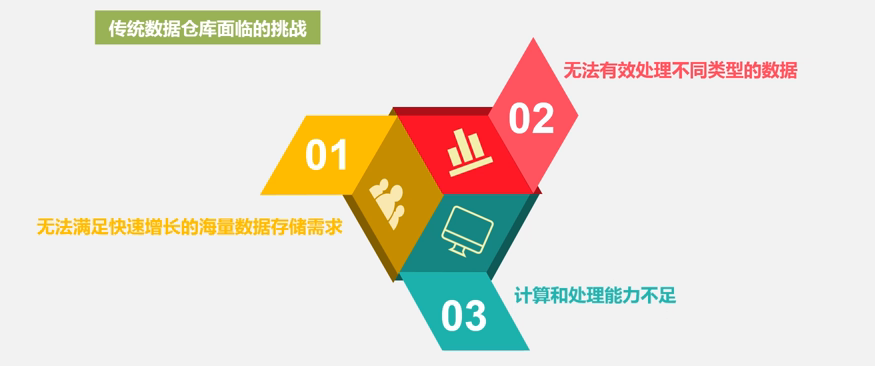 传统数据仓库面临的挑战
01
无法满足快速增长的海量数据存储需求
02
无法有效处理不同类型的数据
03
计算和处理能力不足